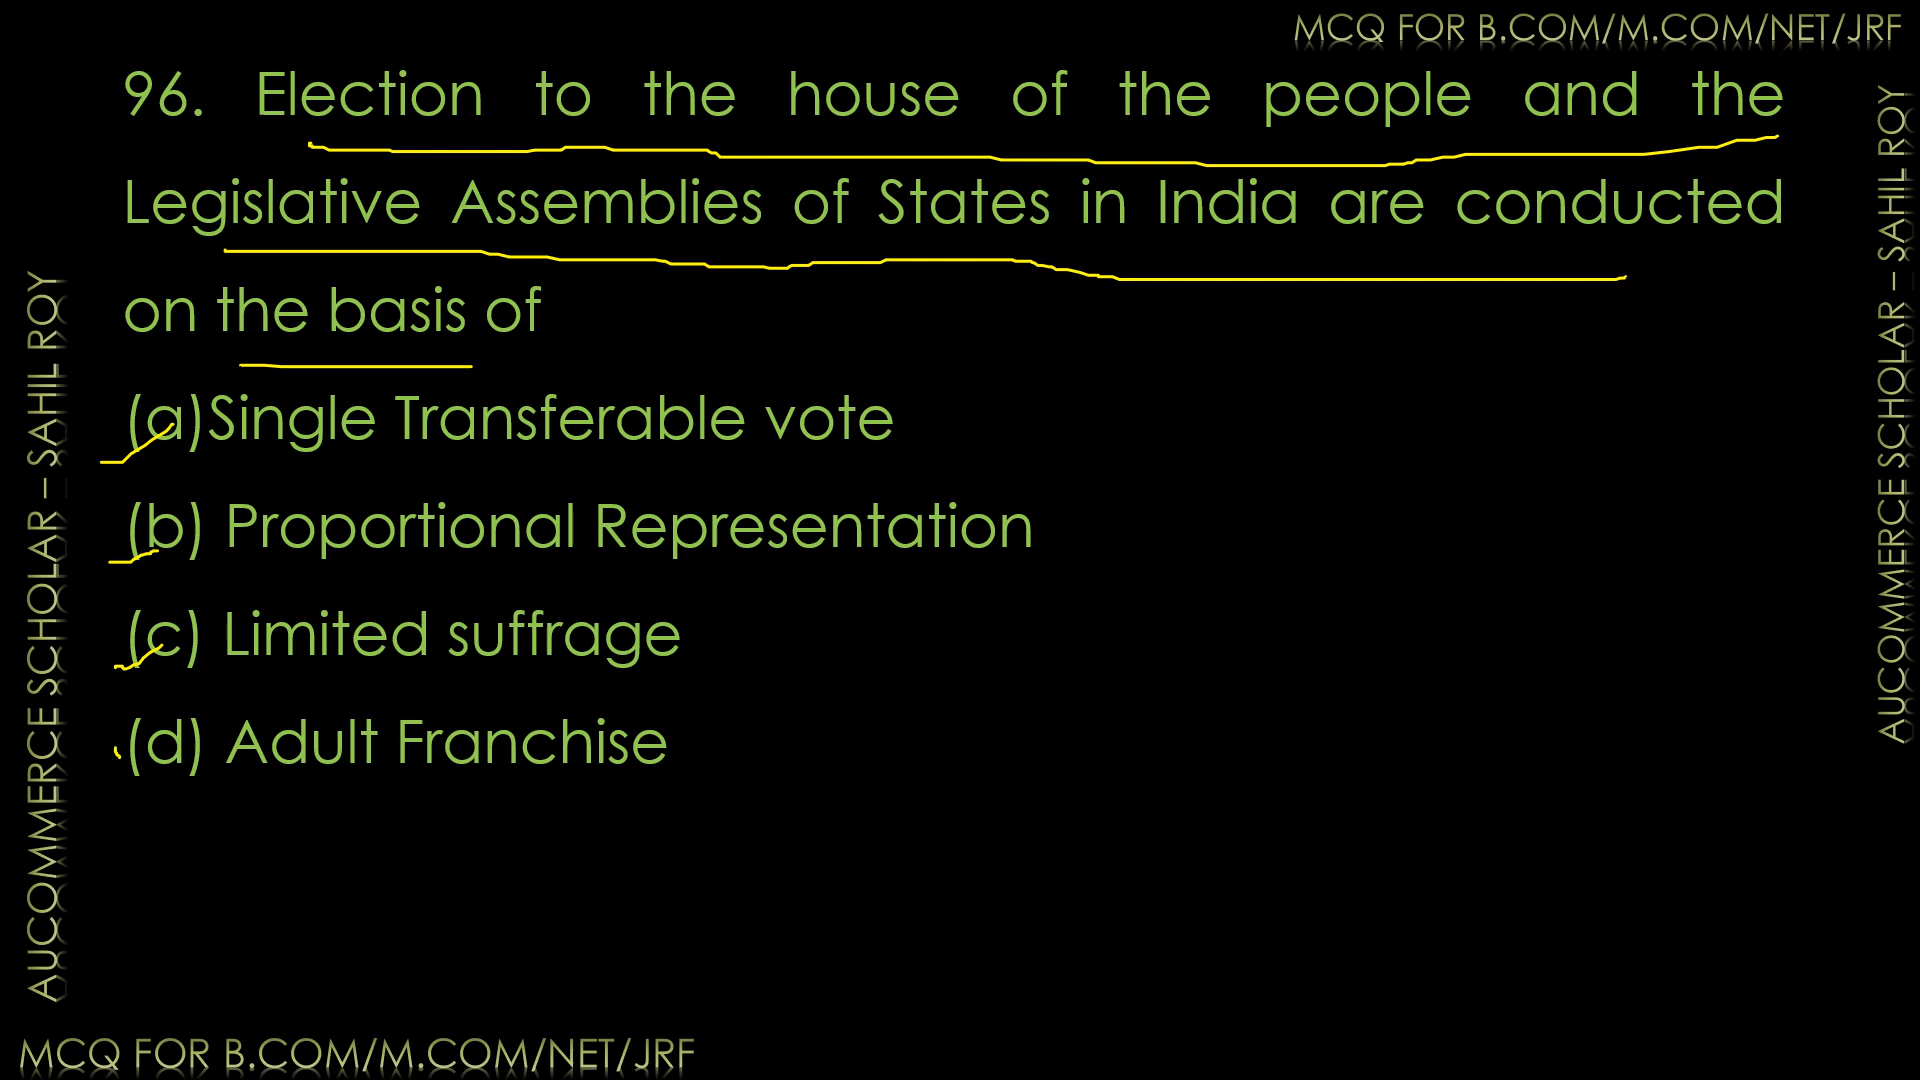 MCQ FOR B.COM/M.COM/NET/JRF
96. Election to the house of the people and the
Legislative Assemblies of States in India are conducted
on the basis of
(a)Single Transferable vote
(b) Proportional Representation
(c) Limited suffrage
(d) Adult Franchise
AUCOMMERCE SCHOLAR – SAHIL ROY
AUCOMMERCE SCHOLAR – SAHIL ROY
MCQ FOR B.COM/M.COM/NET/JRF